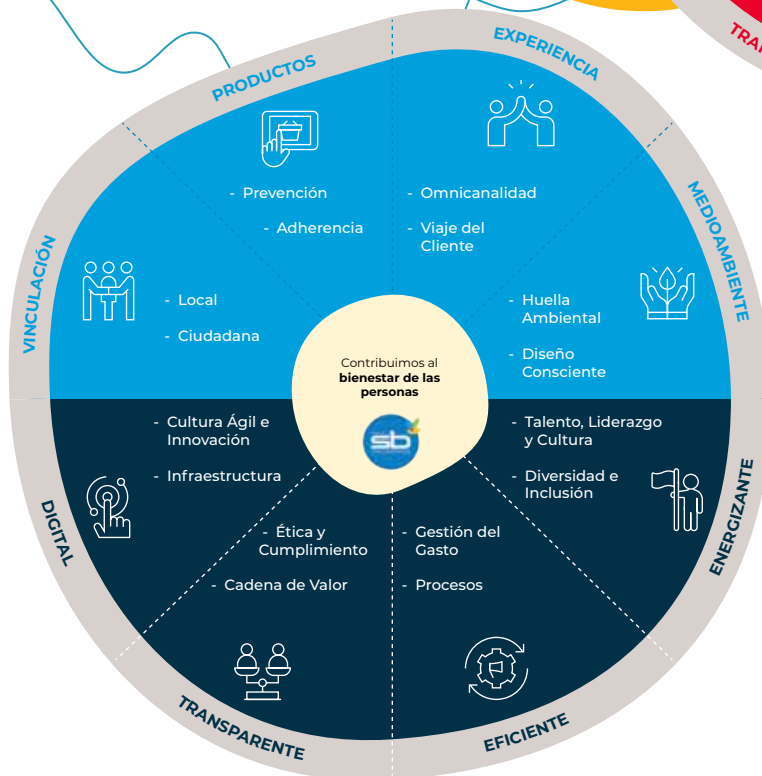 PRODUCTOS
- Prevención
- Adherencia
EXPERIENCIA
- Omnicanalidad
- Viaje del
Cliente
MEDIOAMBIENTE
- Huella
Ambiental
- Diseño
Consciente
VINCULACIÓN
- Local
- Ciudadana
Contribuimos al
bienestar de las
personas
sb
DIGITAL
- Cultura Ágil e
Innovación
- Infraestructura
ENERGIZANTE
- Talento, Liderazgo
y Cultura
- Diversidad e
Inclusión
TRANSPARENTE
- Ética y
Cumplimiento
- Cadena de Valor
EFICIENTE
- Gestión del
Gasto
- Procesos